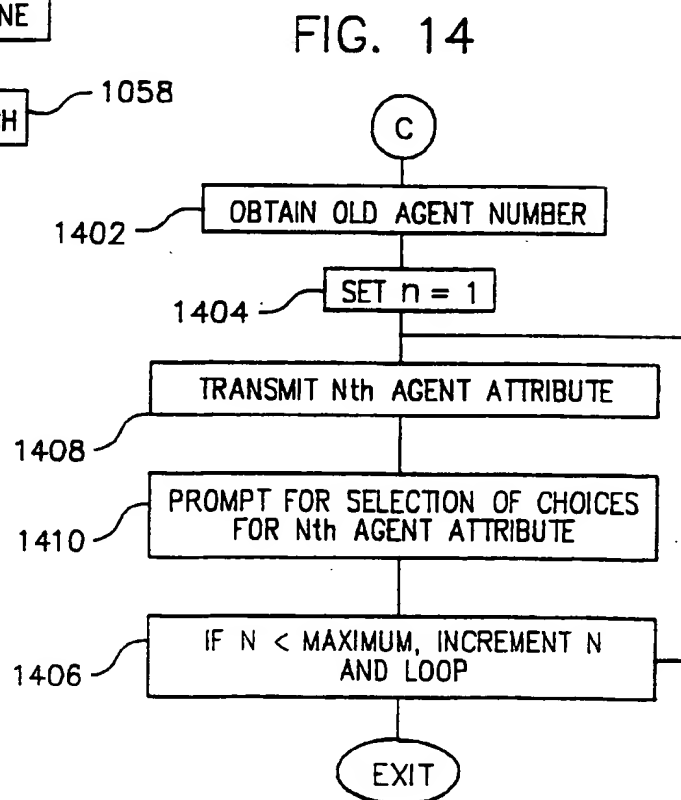 NE
FIG. 14
1058
H
C
OBTAIN OLD AGENT NUMBER
1402
SET n = 1
1404
TRANSMIT Nth AGENT ATTRIBUTE
1408
PROMPT FOR SELECTION OF CHOICES
FOR Nth AGENT ATTRIBUTE
1410
IF N < MAXIMUM, INCREMENT N
AND LOOP
1406
EXIT